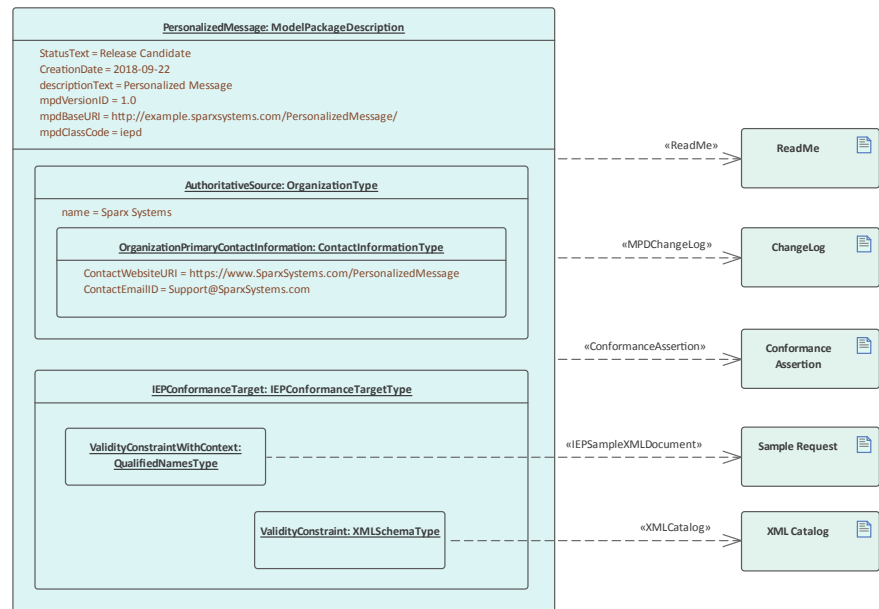 PersonalizedMessage: ModelPackageDescription
StatusText = Release Candidate
CreationDate = 2018-09-22
descriptionText = Personalized Message
mpdVersionID = 1.0
mpdBaseURI = http://example.sparxsystems.com/PersonalizedMessage/
mpdClassCode = iepd
«ReadMe»
ReadMe
AuthoritativeSource: OrganizationType
name = Sparx Systems
OrganizationPrimaryContactInformation: ContactInformationType
ContactWebsiteURI = https://www.SparxSystems.com/PersonalizedMessage
ContactEmailID = Support@SparxSystems.com
«MPDChangeLog»
ChangeLog
«ConformanceAssertion»
Conformance
Assertion
IEPConformanceTarget: IEPConformanceTargetType
ValidityConstraintWithContext:
QualifiedNamesType
«IEPSampleXMLDocument»
Sample Request
ValidityConstraint: XMLSchemaType
«XMLCatalog»
XML Catalog